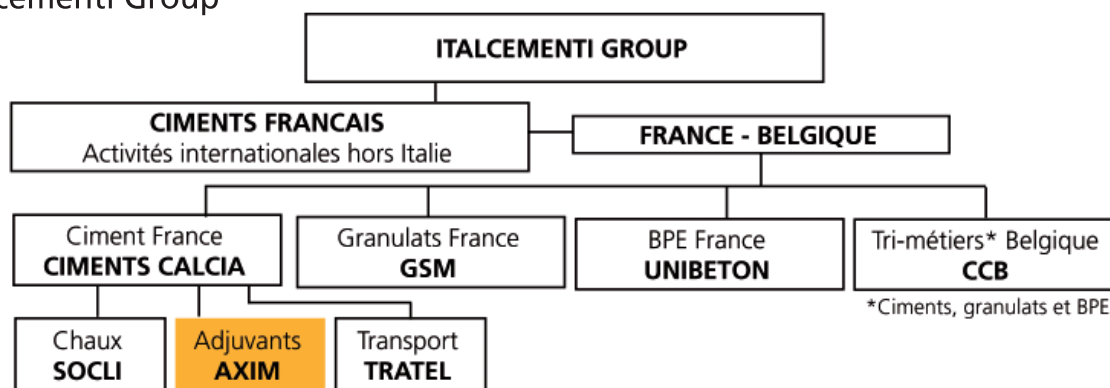 Group
ITALCEMENTI GROUP
CIMENTS FRANCAIS
Activités internationales hors Italie
FRANCE - BELGIQUE
Ciment France
CIMENTS CALCIA
Granulats France
GSM
BPE France
UNIBETON
Tri-métiers* Belgique
CCB
*Ciments, granulats et BPE
Chaux
SOCLI
Adjuvants
AXIM
Transport
TRATEL